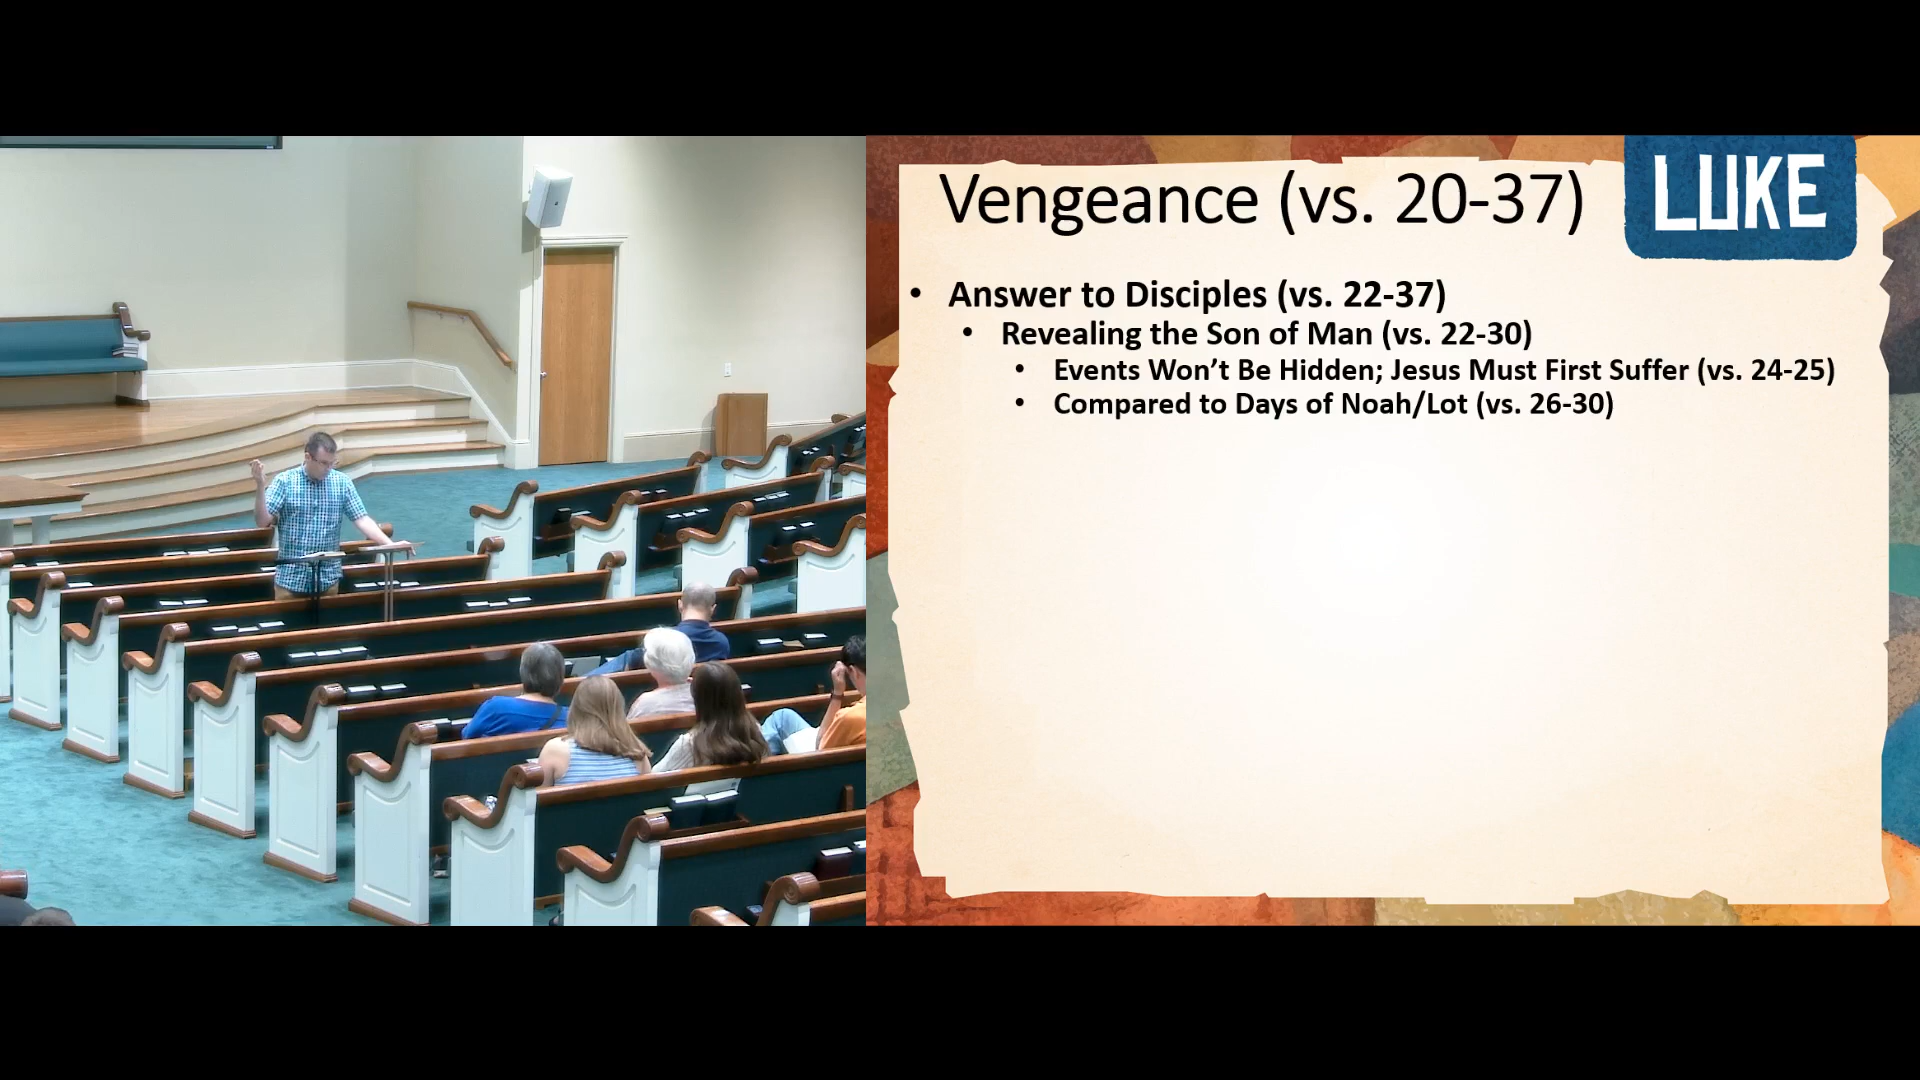 Vengeance (vs. 20-37)
LUKE
• Answer to Disciples (vs. 22-37)
• Revealing the Son of Man (vs. 22-30)
• Events Won’t Be Hidden; Jesus Must First Suffer (vs. 24-25)
• Compared to Days of Noah/Lot (vs. 26-30)